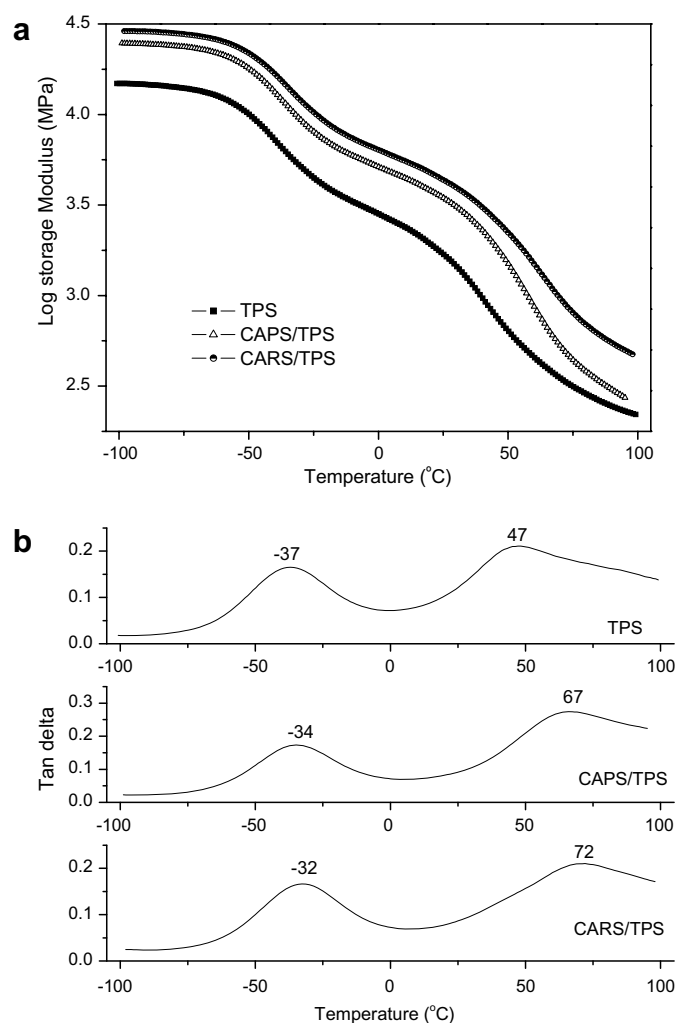 a
4.5
4.0
3.5
3.0
2.5
Log storage Modulus (MPa)
TPS
CAPS/TPS
CARS/TPS
-100 -50 0 50 100
Temperature (°C)
b
-37 47
0.2
0.1
0.0
TPS
-100 -50 0 50 100
-34 67
0.3
0.2
0.1
0.0
Tan delta
CAPS/TPS
-100 -50 0 50 100
-32 72
0.2
0.1
0.0
CARS/TPS
-100 -50 0 50 100
Temperature (°C)